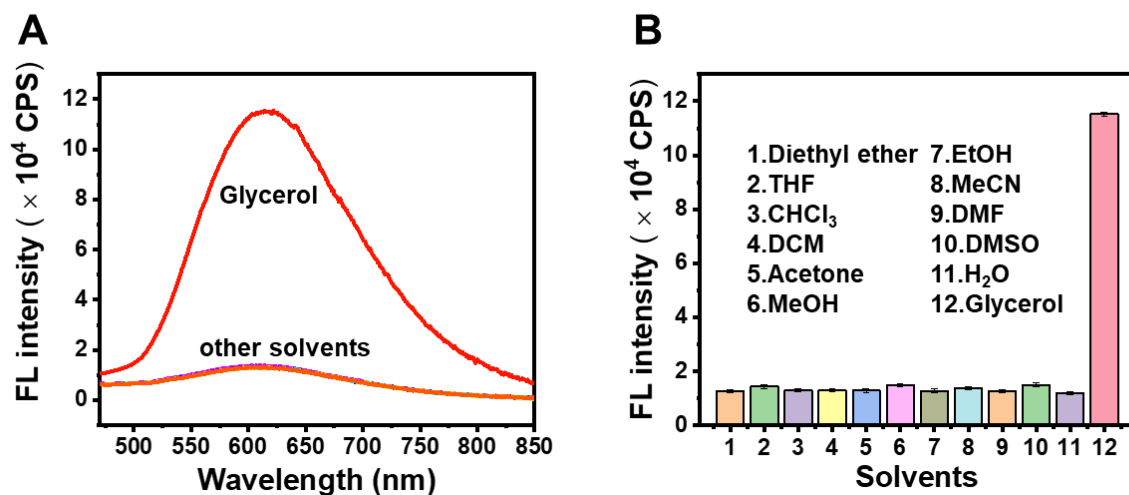 A
FL intensity ( × 10⁴ CPS)
12
10
8
6
4
2
0
Glycerol
other solvents
500 550 600 650 700 750 800 850
Wavelength (nm)
B
FL intensity ( × 10⁴ CPS)
12
10
8
6
4
2
0
1.Diethyl ether 7.EtOH
2.THF 8.MeCN
3.CHCl₃ 9.DMF
4.DCM 10.DMSO
5.Acetone 11.H₂O
6.MeOH 12.Glycerol
1 2 3 4 5 6 7 8 9 10 11 12
Solvents